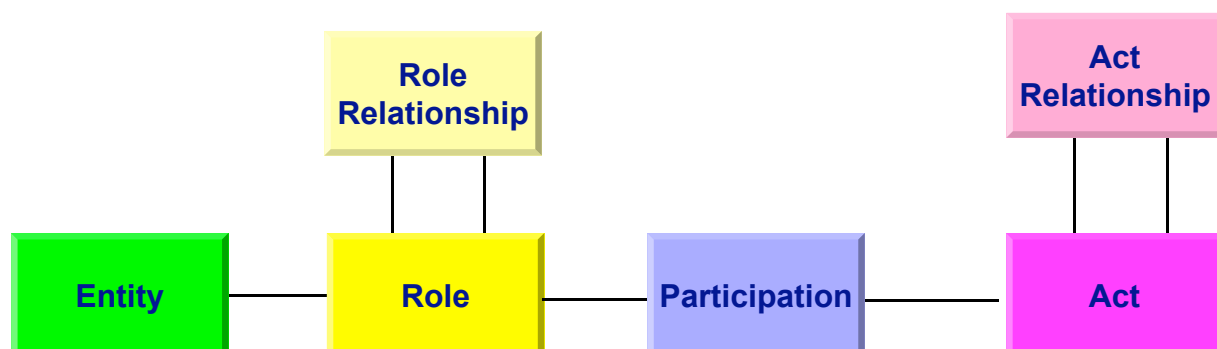 Role
Relationship
Act
Relationship
Entity
Role
Participation
Act